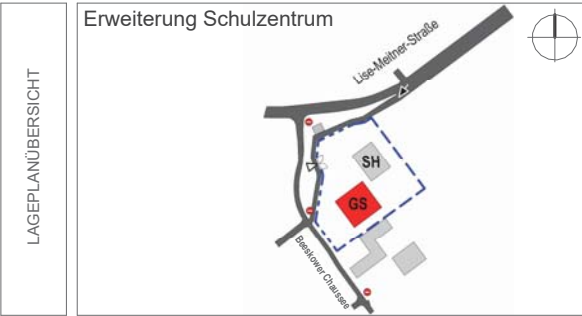 LAGEPLANÜBERSICHT
Erweiterung Schulzentrum
Lise-Meitner-Straße
SH
GS
Beeskower Chaussee